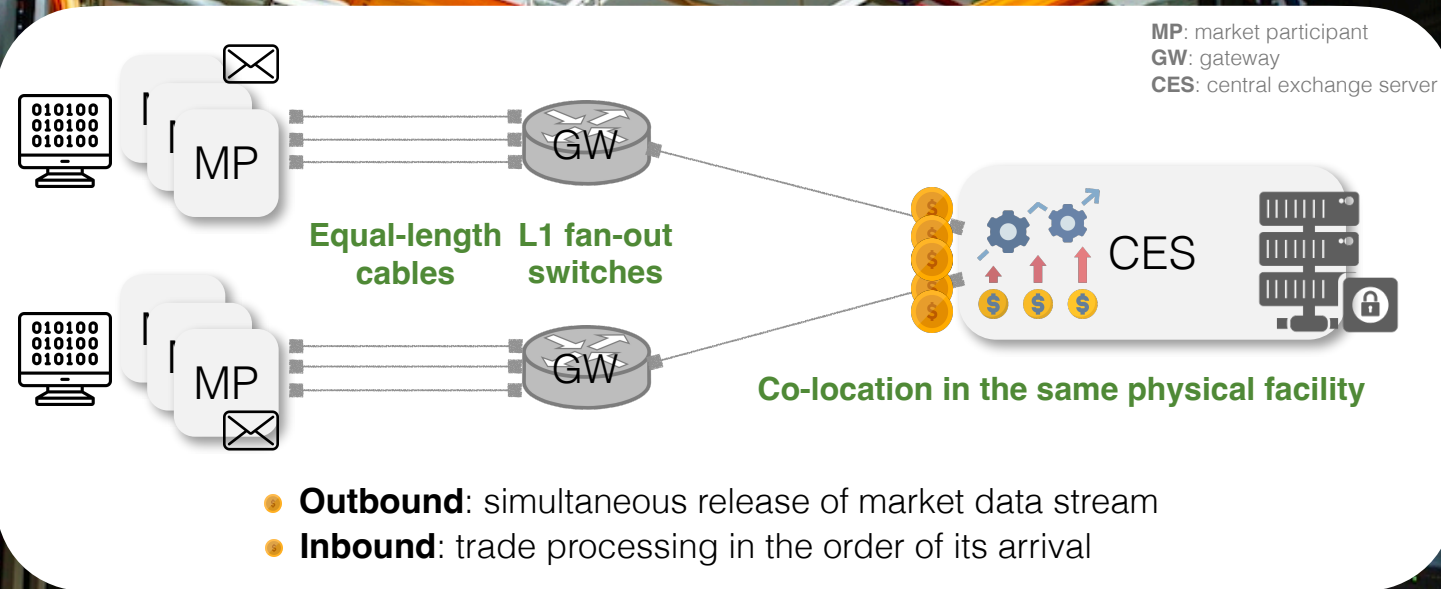 MP: market participant
GW: gateway
CES: central exchange server
010100
010100
010100
MP
GW
Equal-length cables
L1 fan-out switches
CES
010100
010100
010100
MP
GW
Co-location in the same physical facility
Outbound: simultaneous release of market data stream
Inbound: trade processing in the order of its arrival